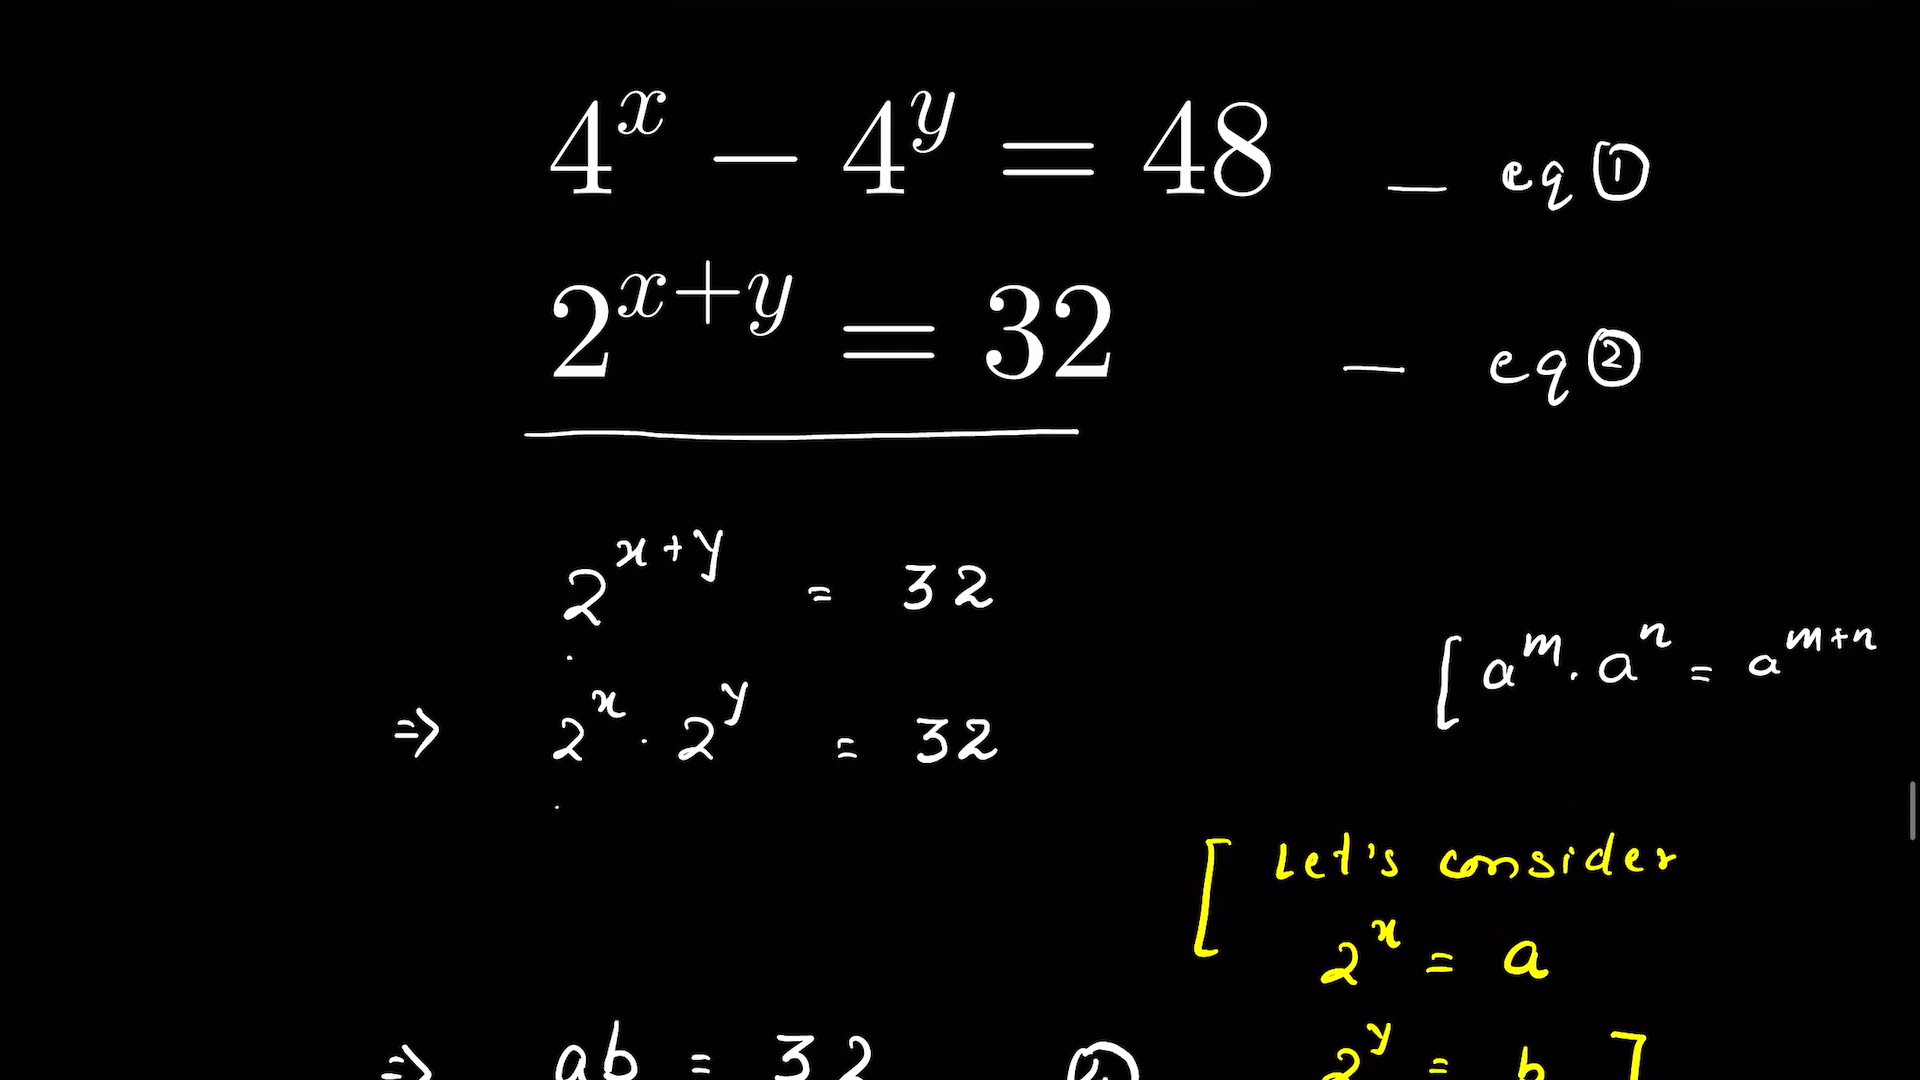 4^x − 4^y = 48 — eq ①
2^{x+y} = 32 — eq ②
2^{x+y} = 32
[a^m . a^n = a^{m+n}
⇒ 2^x · 2^y = 32
[ Let's consider
2^x = a
⇒ ab = 32 ②
2^y = b ]